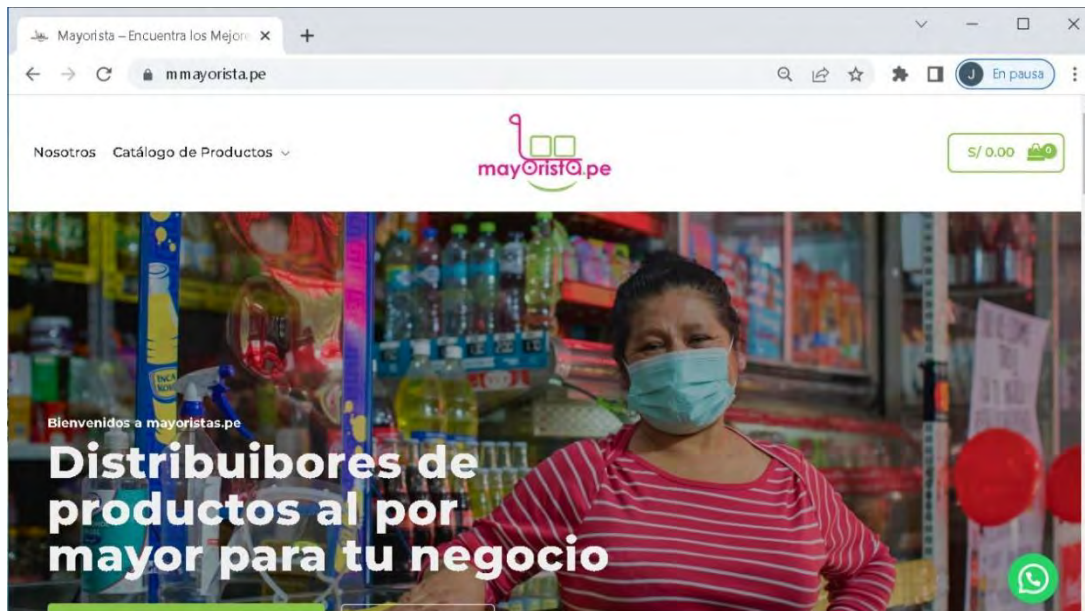 Mayorista – Encuentra los Mejore
mmayorista.pe
En pausa
J
Nosotros
Catálogo de Productos
mayorista.pe
S/ 0.00
0
INCA
Bienvenidos a mayoristas.pe
Distribuibores de
productos al por
mayor para tu negocio